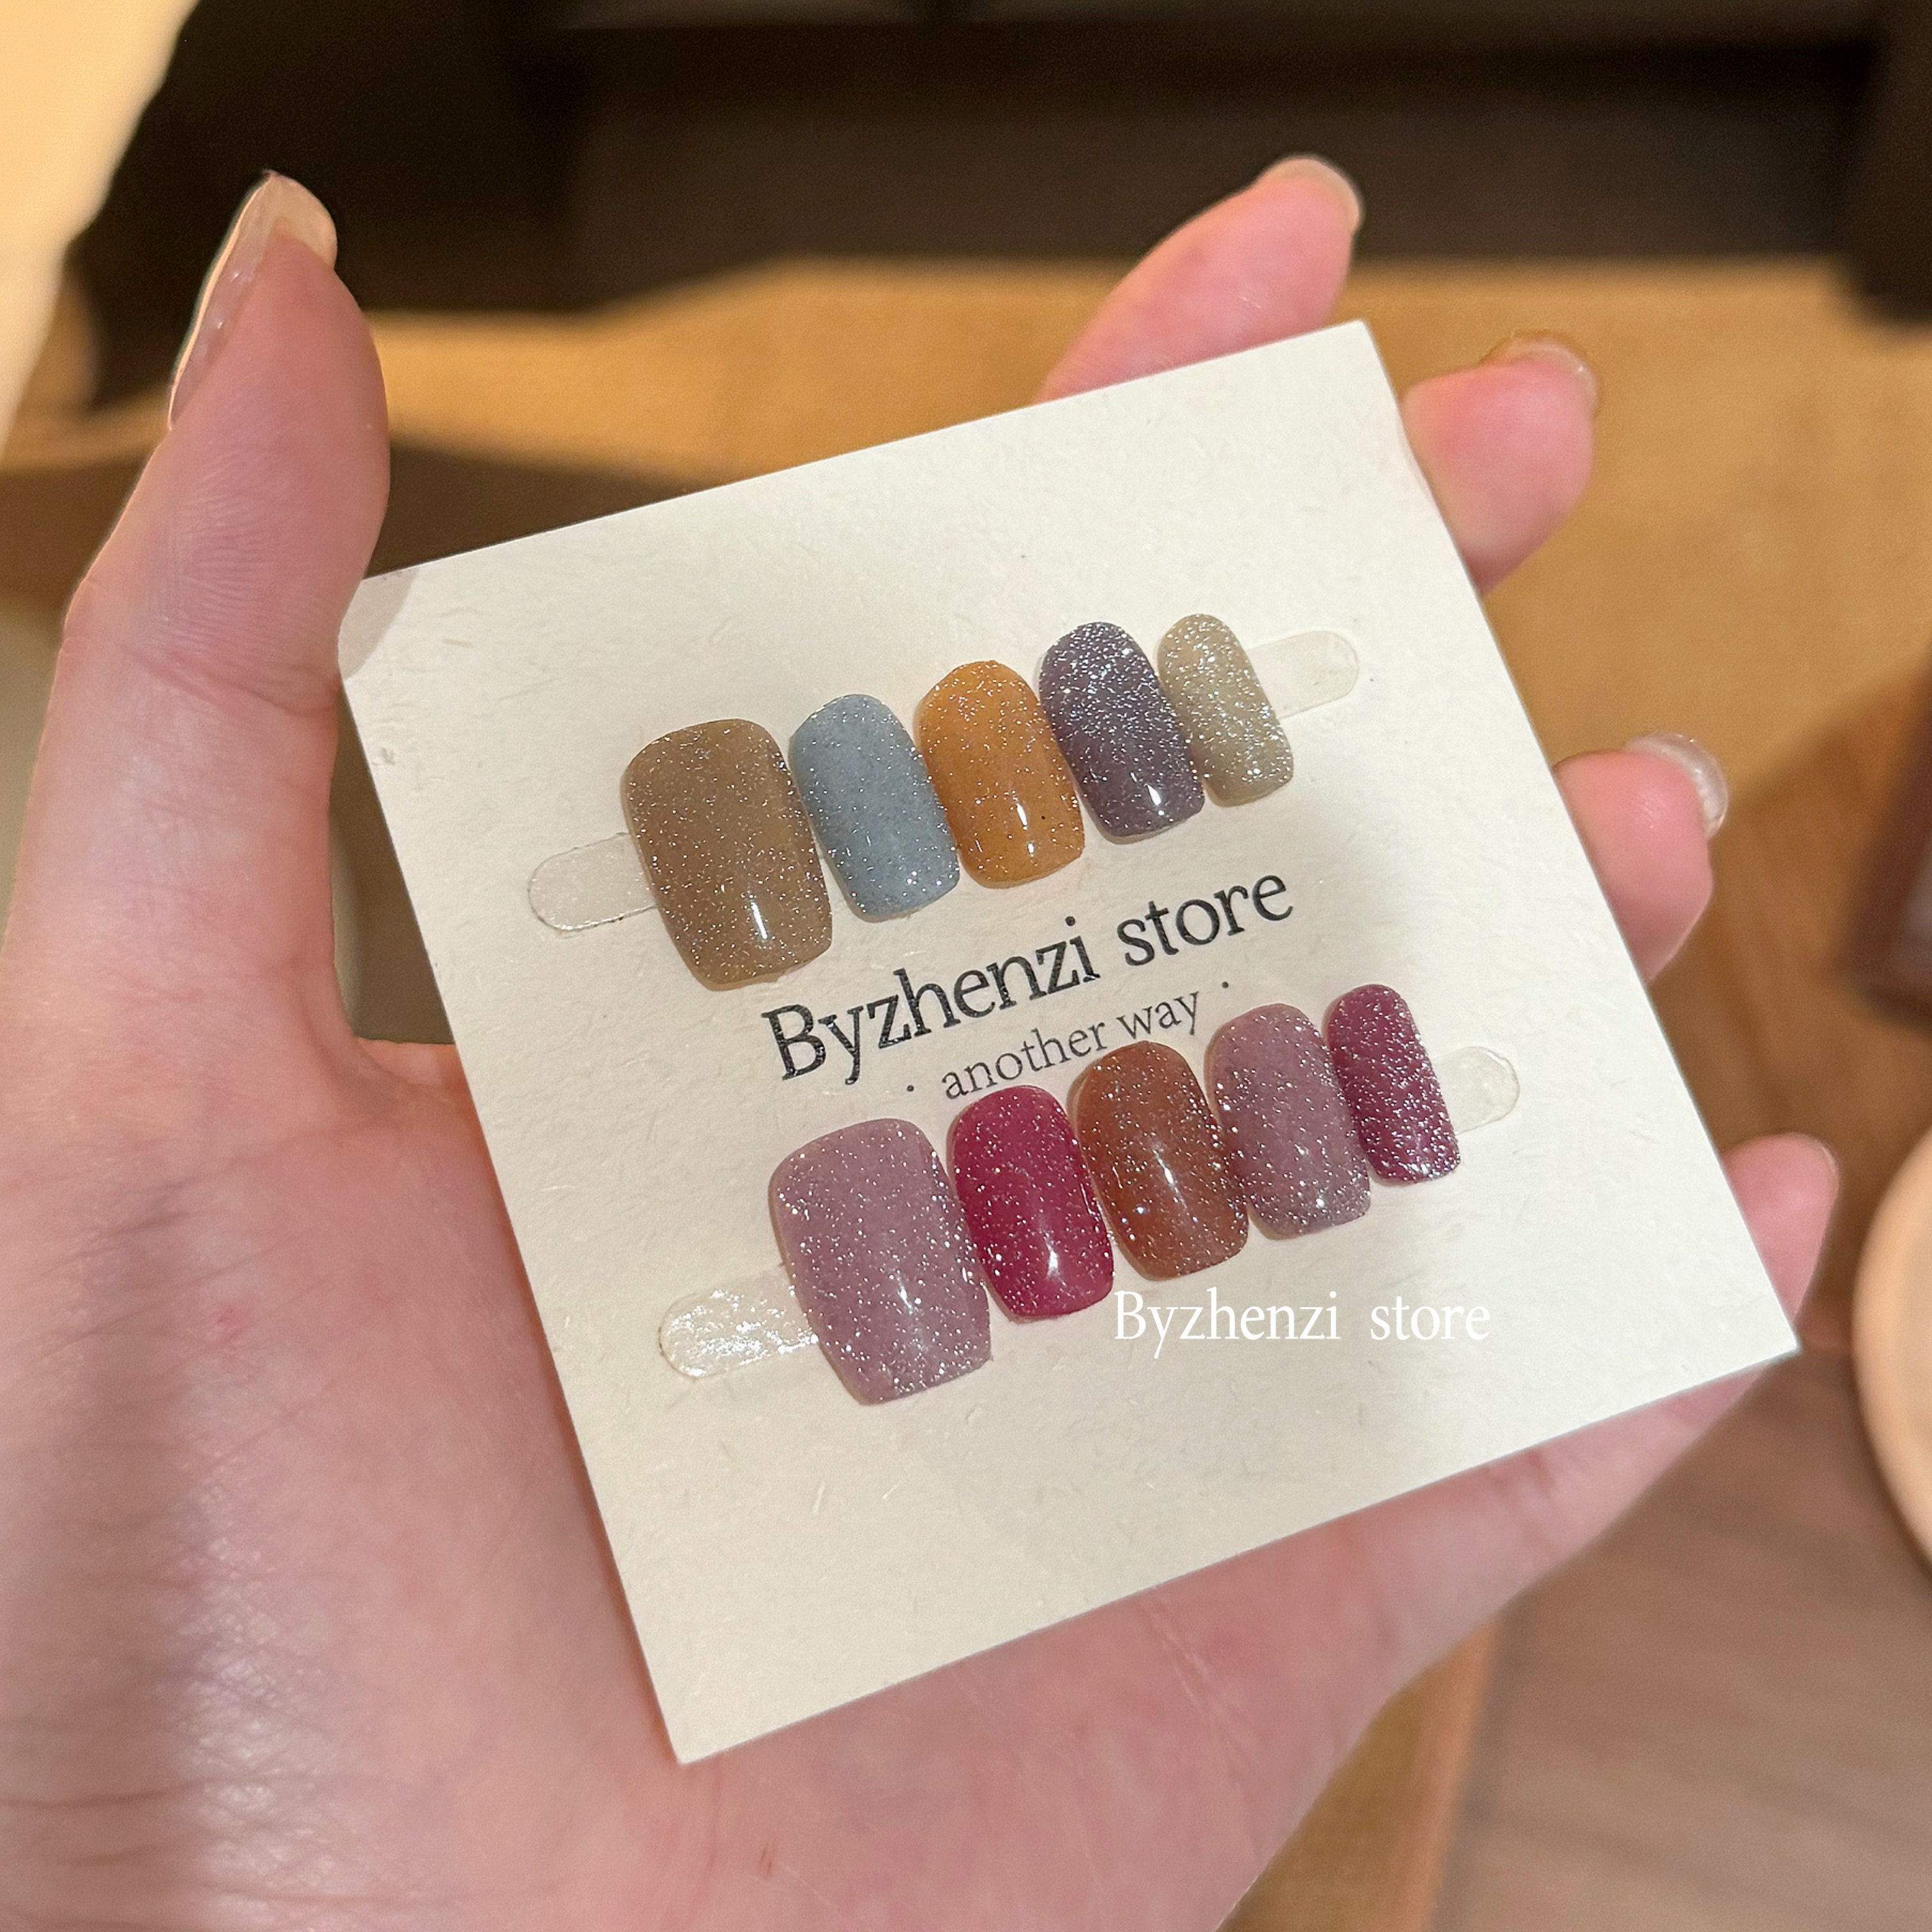 Byzhenzi store
· another way ·
Byzhenzi store